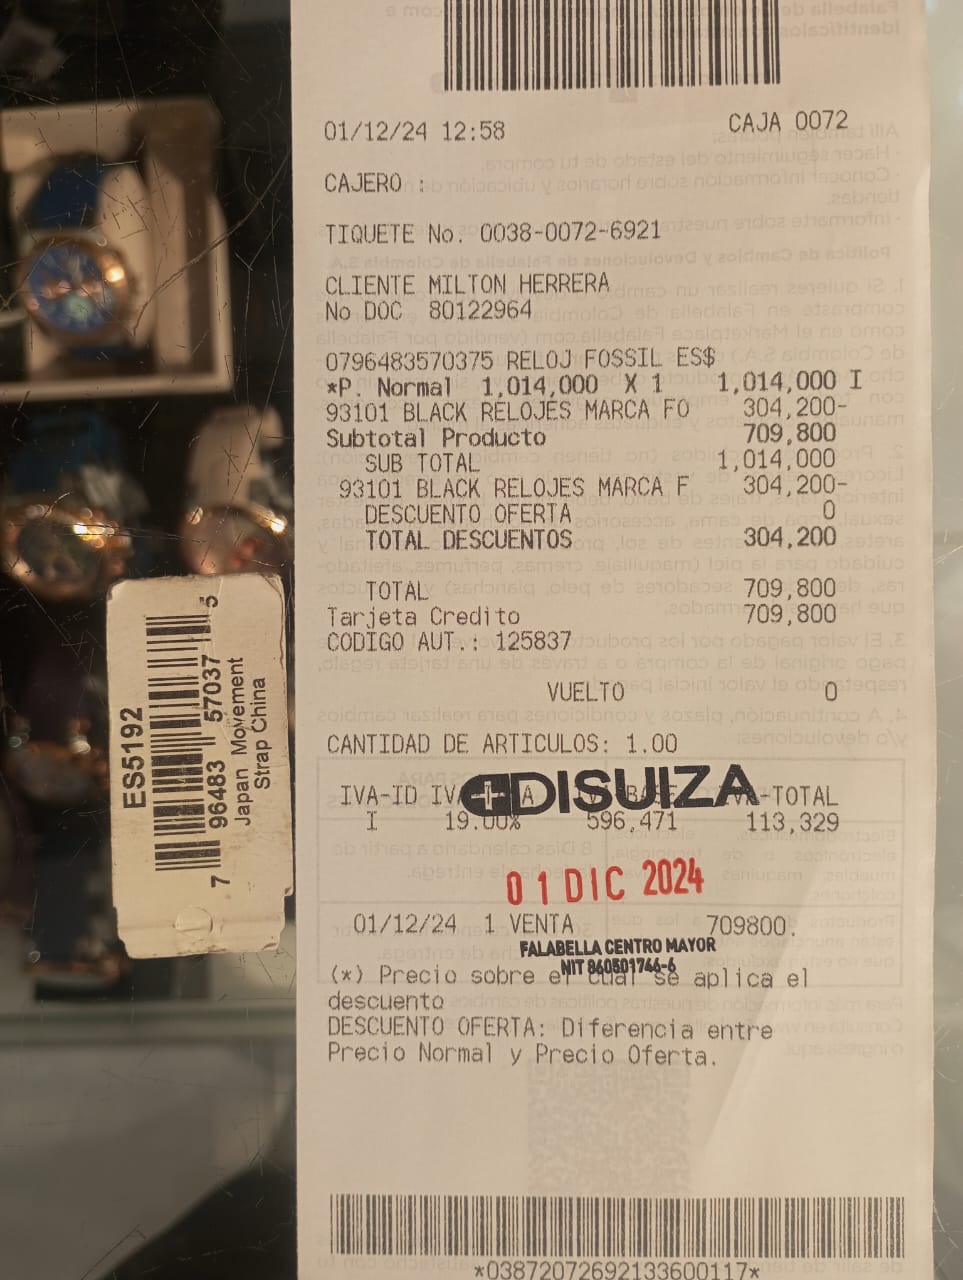 01/12/24 12:58 CAJA 0072
CAJERO :
TIQUETE No. 0038-0072-6921
CLIENTE MILTON HERRERA
No DOC 80122964
0796483570375 RELOJ FOSSIL ES$
*P. Normal 1,014,000 X 1 1,014,000 I
93101 BLACK RELOJES MARCA FO 304,200-
Subtotal Producto 709,800
SUB TOTAL 1,014,000
93101 BLACK RELOJES MARCA F 304,200-
DESCUENTO OFERTA 0
TOTAL DESCUENTOS 304,200
TOTAL 709,800
Tarjeta Credito 709,800
CODIGO AUT.: 125837
VUELTO 0
CANTIDAD DE ARTICULOS: 1.00
DISUIZA
IVA-ID -TOTAL
I 19.00% 596,471 113,329
01 DIC 2024
01/12/24 1 VENTA 709800.
FALABELLA CENTRO MAYOR
NIT 860501746-6
(*) Precio sobre el cual se aplica el
descuento
DESCUENTO OFERTA: Diferencia entre
Precio Normal y Precio Oferta.
*03872072692133600117*
ES5192
7 96483 57037 5
Japan Movement
Strap China